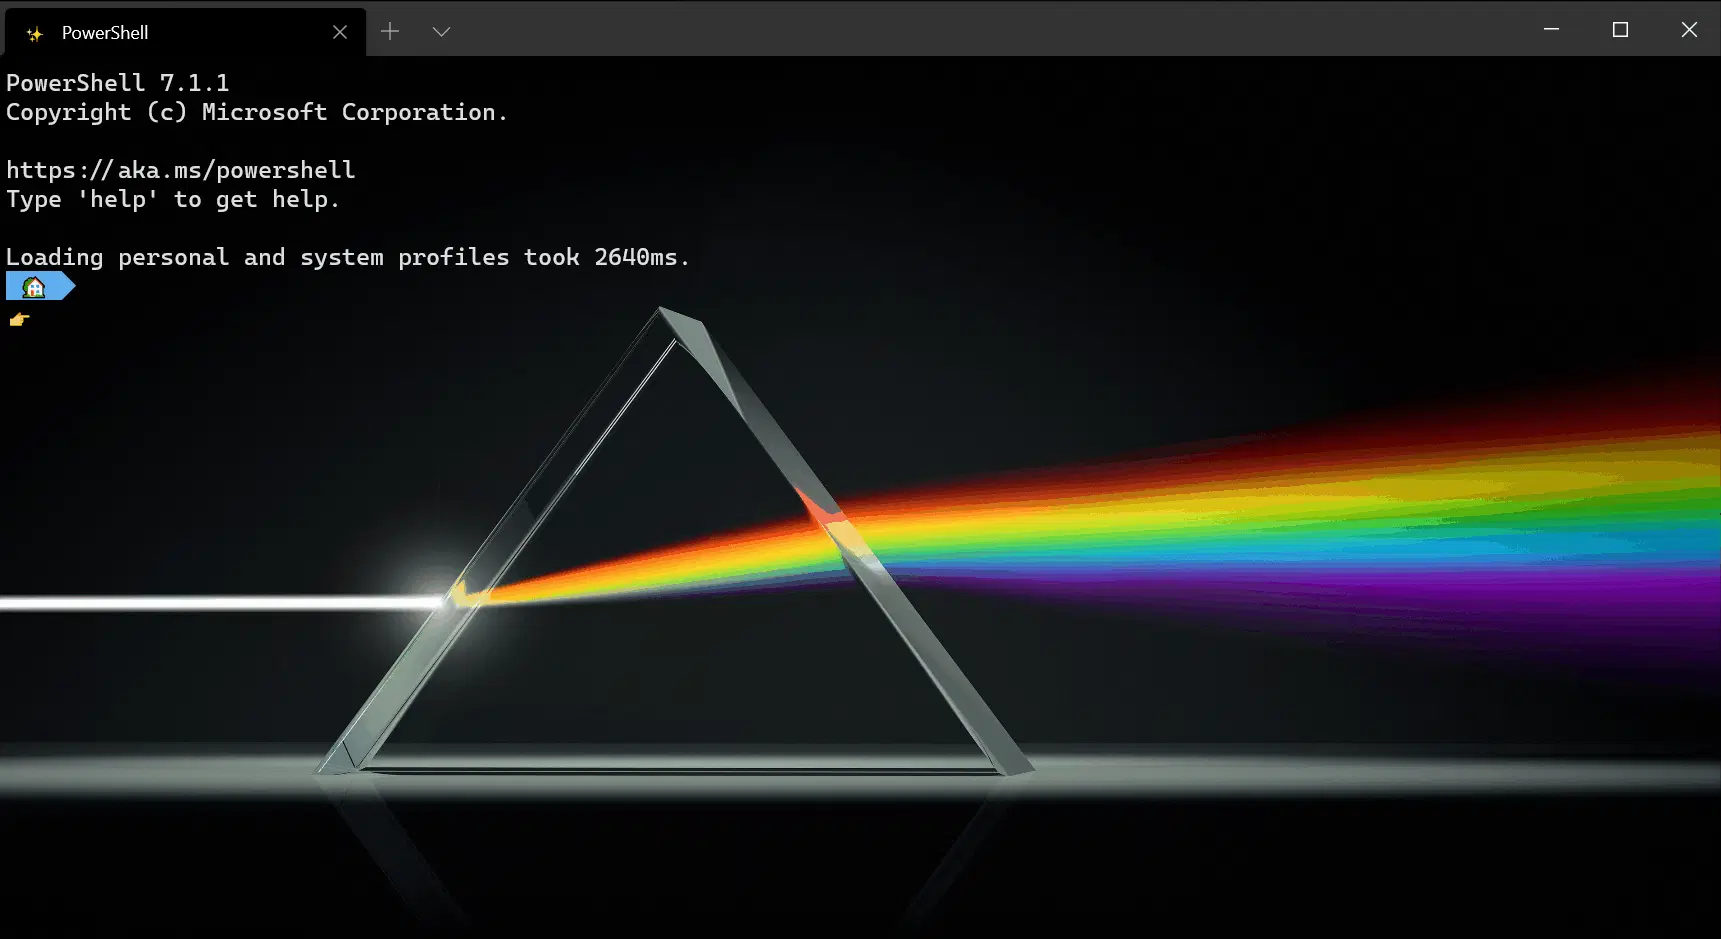 PowerShell
PowerShell 7.1.1
Copyright (c) Microsoft Corporation.
https://aka.ms/powershell
Type 'help' to get help.
Loading personal and system profiles took 2640ms.